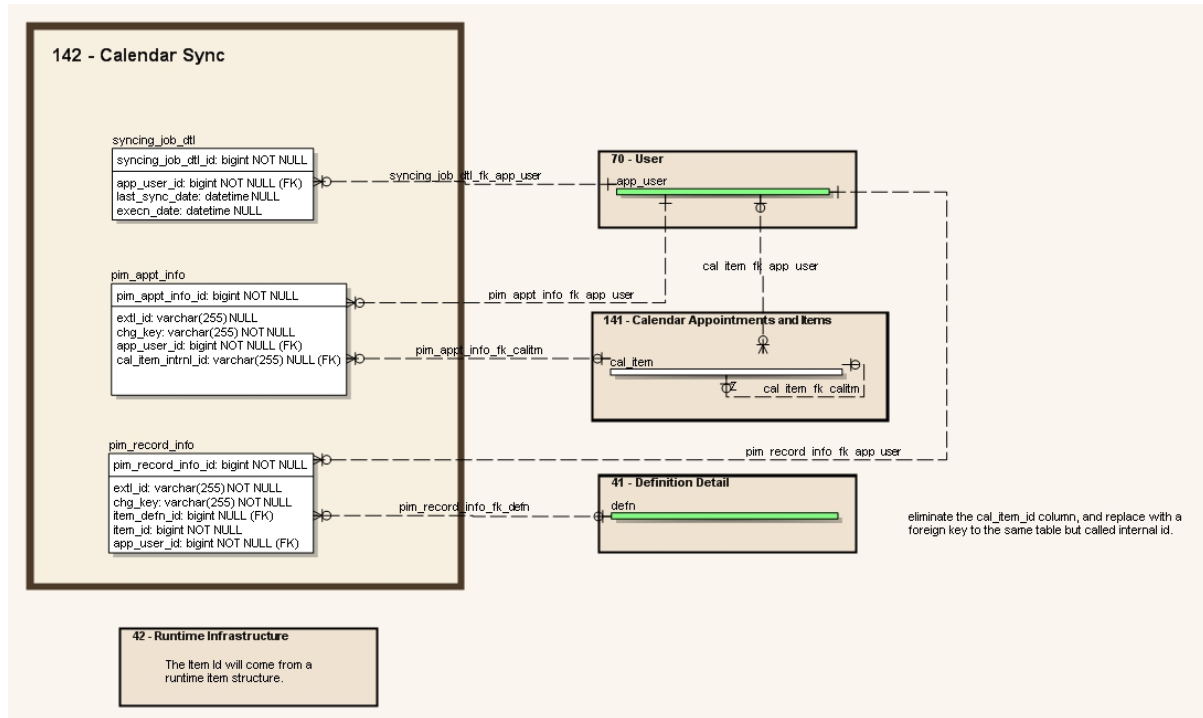 142 - Calendar Sync
syncing_job_dtl
syncing_job_dtl_id: bigint NOT NULL
app_user_id: bigint NOT NULL (FK)
last_sync_date: datetime NULL
execn_date: datetime NULL
syncing_job_dtl_fk_app_user
70 - User
app_user
cal_item_fk_app_user
pim_appt_info
pim_appt_info_id: bigint NOT NULL
extl_id: varchar(255) NULL
chg_key: varchar(255) NOT NULL
app_user_id: bigint NOT NULL (FK)
cal_item_intrnl_id: varchar(255) NULL (FK)
pim_appt_info_fk_app_user
pim_appt_info_fk_calitm
141 - Calendar Appointments and Items
cal_item
cal_item_fk_calitm
pim_record_info
pim_record_info_id: bigint NOT NULL
extl_id: varchar(255) NOT NULL
chg_key: varchar(255) NOT NULL
item_defn_id: bigint NULL (FK)
item_id: bigint NOT NULL
app_user_id: bigint NOT NULL (FK)
pim_record_info_fk_app_user
pim_record_info_fk_defn
41 - Definition Detail
defn
eliminate the cal_item_id column, and replace with a
foreign key to the same table but called internal id.
42 - Runtime Infrastructure
The Item Id will come from a
runtime item structure.